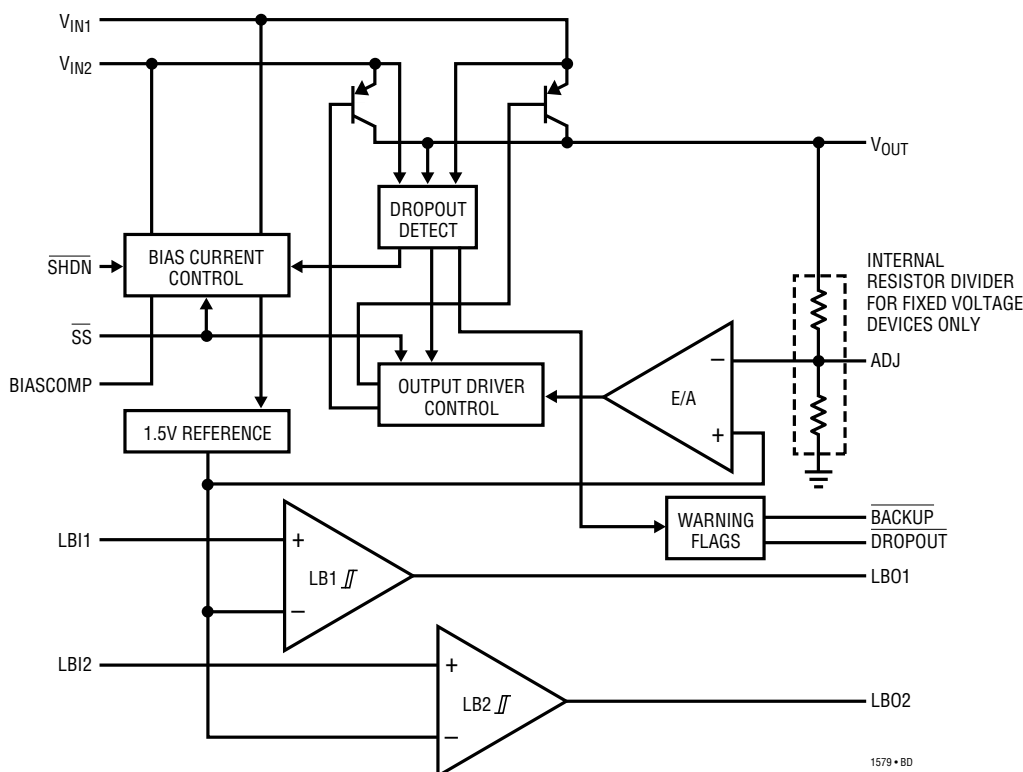 VIN1
VIN2
VOUT
DROPOUT
DETECT
SHDN
BIAS CURRENT
CONTROL
INTERNAL
RESISTOR DIVIDER
FOR FIXED VOLTAGE
DEVICES ONLY
SS
ADJ
BIASCOMP
OUTPUT DRIVER
CONTROL
E/A
−
+
1.5V REFERENCE
WARNING
FLAGS
BACKUP
DROPOUT
LBI1
+
LB1
−
LBO1
LBI2
+
LB2
−
LBO2
1579 • BD